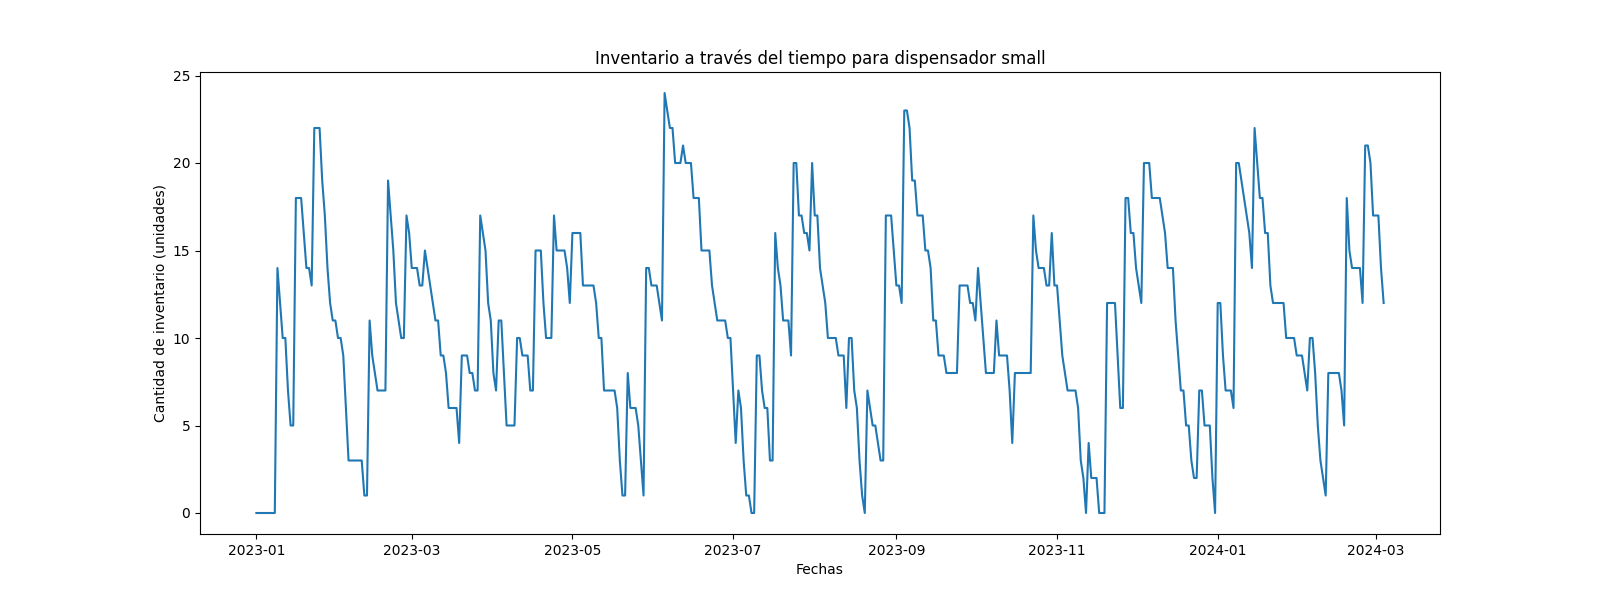 Inventario a través del tiempo para dispensador small
Cantidad de inventario (unidades)
25
20
15
10
5
0
2023-01 2023-03 2023-05 2023-07 2023-09 2023-11 2024-01 2024-03
Fechas